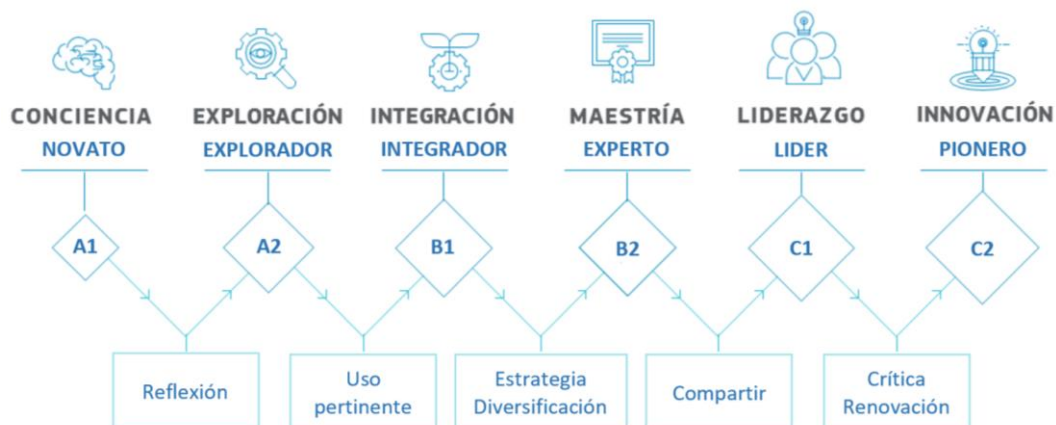 CONCIENCIA
NOVATO
EXPLORACIÓN
EXPLORADOR
INTEGRACIÓN
INTEGRADOR
MAESTRÍA
EXPERTO
LIDERAZGO
LIDER
INNOVACIÓN
PIONERO
A1
A2
B1
B2
C1
C2
Reflexión
Uso
pertinente
Estrategia
Diversificación
Compartir
Crítica
Renovación